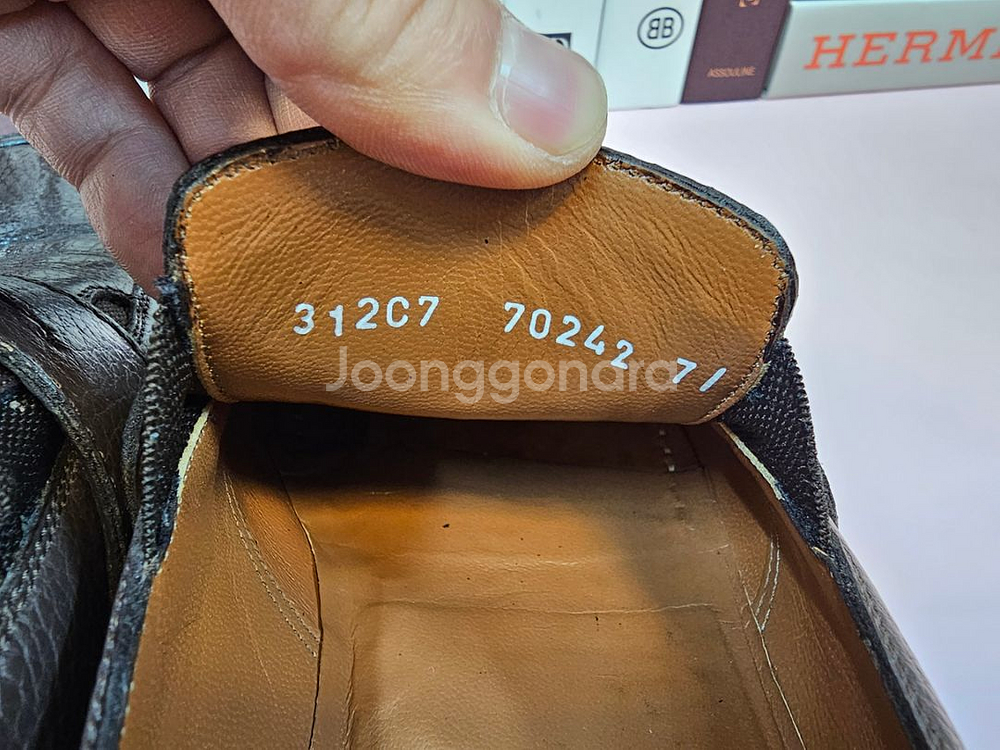 BB
ASSOULINE
HERM
312C7 70242 7/
Joonggonara